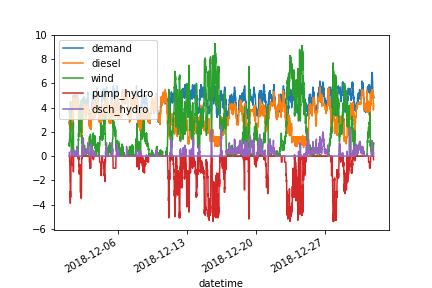 10
8
6
4
2
0
−2
−4
−6
demand
diesel
wind
pump_hydro
dsch_hydro
2018-12-06
2018-12-13
2018-12-20
2018-12-27
datetime